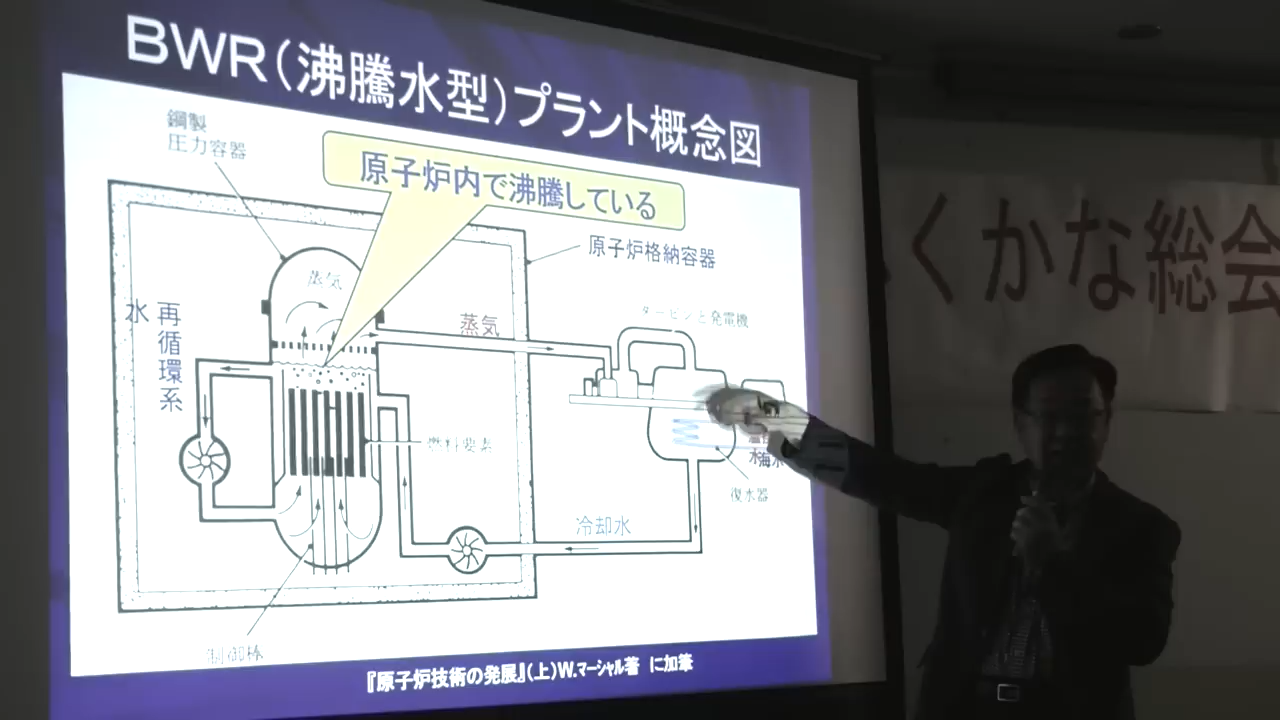 BWR(沸騰水型)プラント概念図
鋼製
圧力容器
原子炉内で沸騰している
原子炉格納容器
蒸気
再循環系
水
蒸気
タービンと発電機
燃料要素
海水
復水器
冷却水
制御棒
『原子炉技術の発展』(上)W.マーシャル著 に加筆
くかな総会